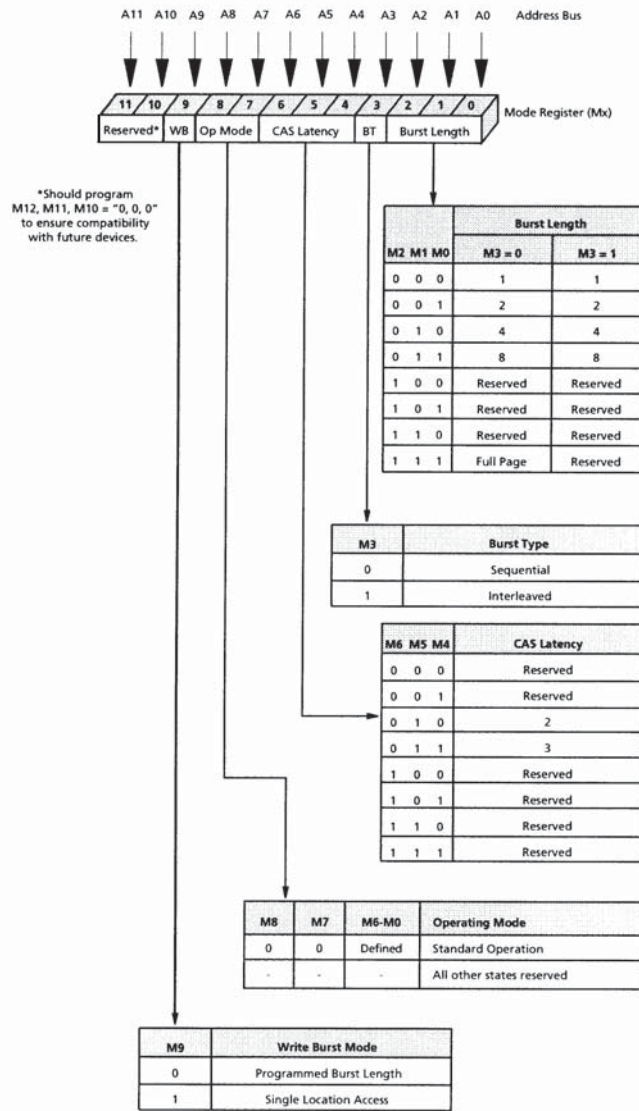 A11 A10 A9 A8 A7 A6 A5 A4 A3 A2 A1 A0 Address Bus
11 10 9 8 7 6 5 4 3 2 1 0 Mode Register (Mx)
Reserved* WB Op Mode CAS Latency BT Burst Length
*Should program
M12, M11, M10 = "0, 0, 0"
to ensure compatibility
with future devices.
Burst Length
M2 M1 M0 M3 = 0 M3 = 1
0 0 0 1 1
0 0 1 2 2
0 1 0 4 4
0 1 1 8 8
1 0 0 Reserved Reserved
1 0 1 Reserved Reserved
1 1 0 Reserved Reserved
1 1 1 Full Page Reserved
M3 Burst Type
0 Sequential
1 Interleaved
M6 M5 M4 CAS Latency
0 0 0 Reserved
0 0 1 Reserved
0 1 0 2
0 1 1 3
1 0 0 Reserved
1 0 1 Reserved
1 1 0 Reserved
1 1 1 Reserved
M8 M7 M6-M0 Operating Mode
0 0 Defined Standard Operation
- - - All other states reserved
M9 Write Burst Mode
0 Programmed Burst Length
1 Single Location Access